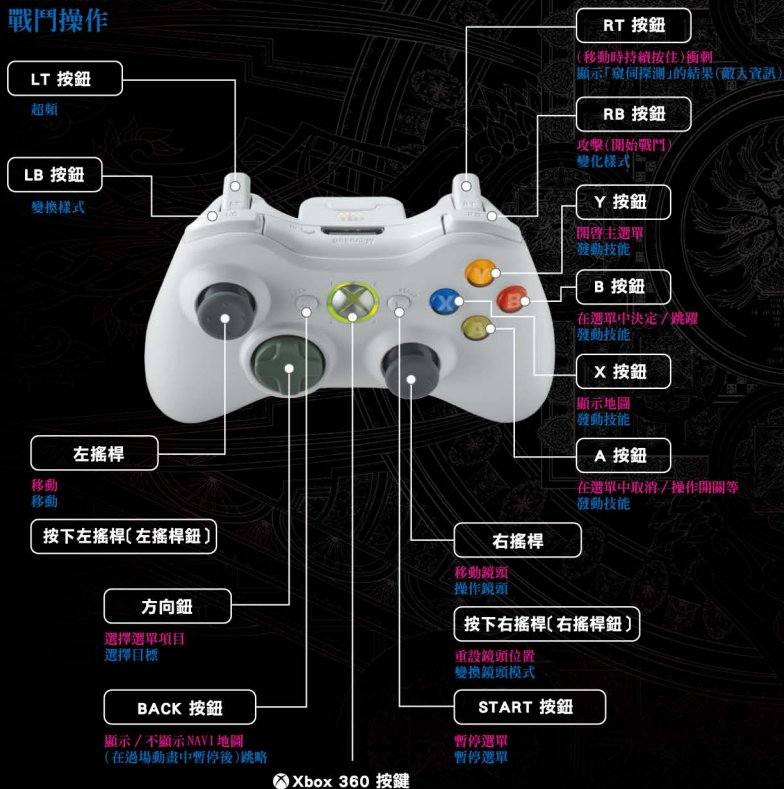 戰鬥操作
LT 按鈕
超頻
LB 按鈕
變換樣式
RT 按鈕
(移動時持續按住)衝刺
顯示「窺伺探測」的結果(敵人資訊)
RB 按鈕
攻擊(開始戰鬥)
變化樣式
Y 按鈕
開啓主選單
發動技能
B 按鈕
在選單中決定/跳躍
發動技能
X 按鈕
顯示地圖
發動技能
A 按鈕
在選單中取消/操作開關等
發動技能
Y
X
B
A
左搖桿
移動
移動
按下左搖桿〔左搖桿鈕〕
方向鈕
選擇選單項目
選擇目標
BACK 按鈕
顯示/不顯示 NAVI 地圖
(在過場動畫中暫停後)跳略
右搖桿
移動鏡頭
操作鏡頭
按下右搖桿〔右搖桿鈕〕
重設鏡頭位置
變換鏡頭模式
START 按鈕
暫停選單
暫停選單
Xbox 360 按鍵